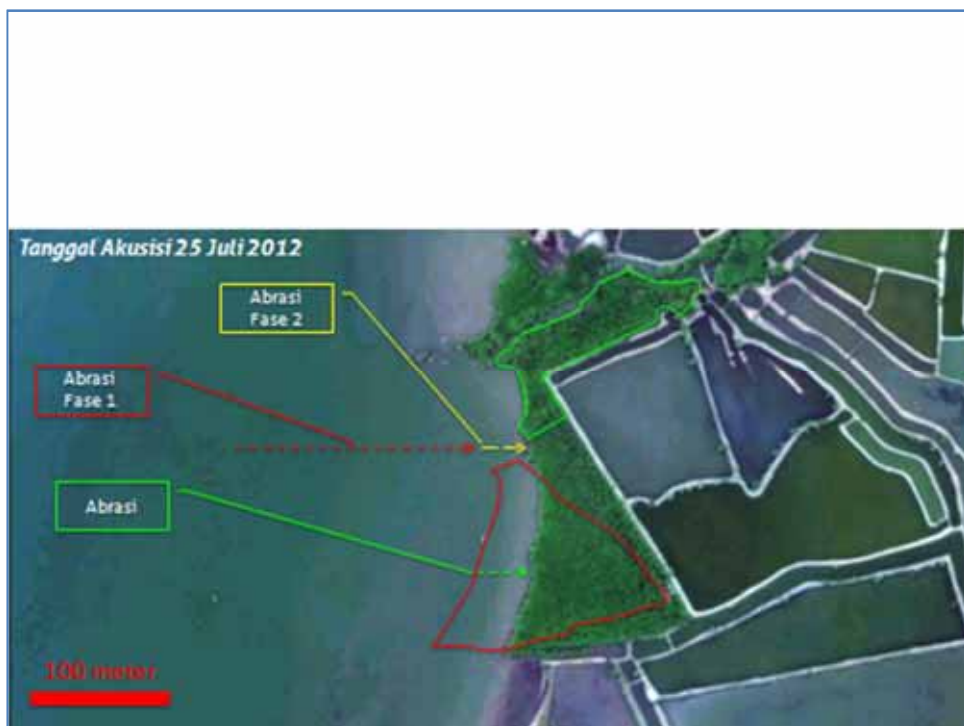 Tanggal Akusisi 25 Juli 2012
Abrasi
Fase 2
Abrasi
Fase 1
Abrasi
100 meter